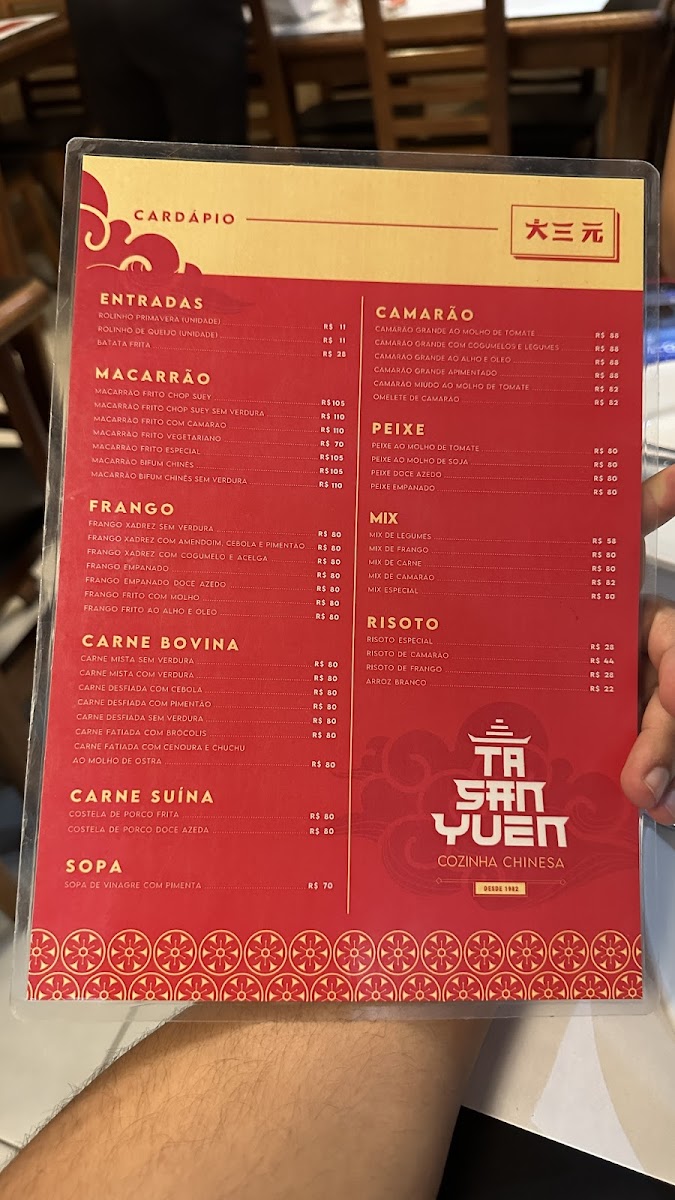 CARDÁPIO
大三元
ENTRADAS
ROLINHO PRIMAVERA (UNIDADE) R$ 11
ROLINHO DE QUEIJO (UNIDADE) R$ 11
BATATA FRITA R$ 28
MACARRÃO
MACARRÃO FRITO CHOP SUEY R$105
MACARRÃO FRITO CHOP SUEY SEM VERDURA R$ 110
MACARRÃO FRITO COM CAMARÃO R$ 110
MACARRÃO FRITO VEGETARIANO R$ 70
MACARRÃO FRITO ESPECIAL R$105
MACARRÃO BIFUM CHINÊS R$105
MACARRÃO BIFUM CHINÊS SEM VERDURA R$ 110
FRANGO
FRANGO XADREZ SEM VERDURA R$ 80
FRANGO XADREZ COM AMENDOIM, CEBOLA E PIMENTÃO R$ 80
FRANGO XADREZ COM COGUMELO E ACELGA R$ 80
FRANGO EMPANADO R$ 80
FRANGO EMPANADO DOCE AZEDO R$ 80
FRANGO FRITO COM MOLHO R$ 80
FRANGO FRITO AO ALHO E OLEO R$ 80
CARNE BOVINA
CARNE MISTA SEM VERDURA R$ 80
CARNE MISTA COM VERDURA R$ 80
CARNE DESFIADA COM CEBOLA R$ 80
CARNE DESFIADA COM PIMENTÃO R$ 80
CARNE DESFIADA SEM VERDURA R$ 80
CARNE FATIADA COM BRÓCOLIS R$ 80
CARNE FATIADA COM CENOURA E CHUCHU
AO MOLHO DE OSTRA R$ 80
CARNE SUÍNA
COSTELA DE PORCO FRITA R$ 80
COSTELA DE PORCO DOCE AZEDA R$ 80
SOPA
SOPA DE VINAGRE COM PIMENTA R$ 70
CAMARÃO
CAMARÃO GRANDE AO MOLHO DE TOMATE R$ 88
CAMARÃO GRANDE COM COGUMELOS E LEGUMES R$ 88
CAMARÃO GRANDE AO ALHO E OLEO R$ 88
CAMARÃO GRANDE APIMENTADO R$ 88
CAMARÃO MIUDO AO MOLHO DE TOMATE R$ 82
OMELETE DE CAMARÃO R$ 82
PEIXE
PEIXE AO MOLHO DE TOMATE R$ 80
PEIXE AO MOLHO DE SOJA R$ 80
PEIXE DOCE AZEDO R$ 80
PEIXE EMPANADO R$ 80
MIX
MIX DE LEGUMES R$ 58
MIX DE FRANGO R$ 80
MIX DE CARNE R$ 80
MIX DE CAMARÃO R$ 82
MIX ESPECIAL R$ 80
RISOTO
RISOTO ESPECIAL R$ 28
RISOTO DE CAMARÃO R$ 44
RISOTO DE FRANGO R$ 28
ARROZ BRANCO R$ 22
TA
SAN
YUEN
COZINHA CHINESA
DESDE 1982